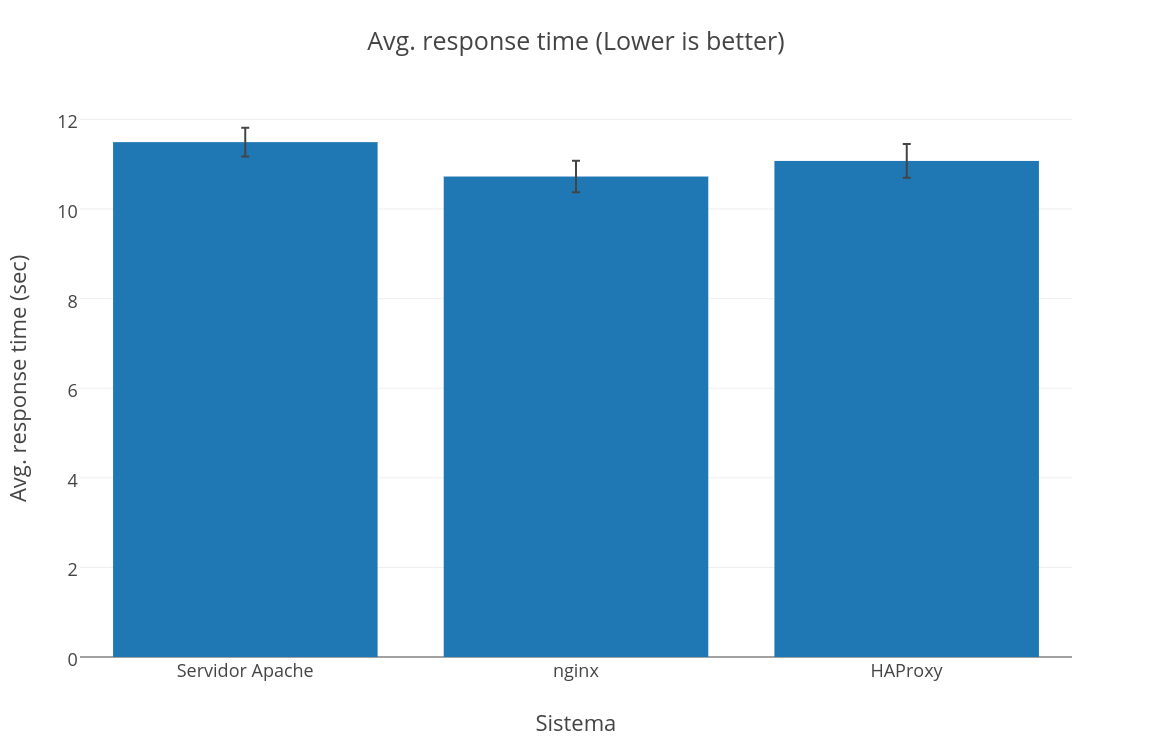 Avg. response time (Lower is better)
Avg. response time (sec)
12
10
8
6
4
2
0
Servidor Apache
nginx
HAProxy
Sistema